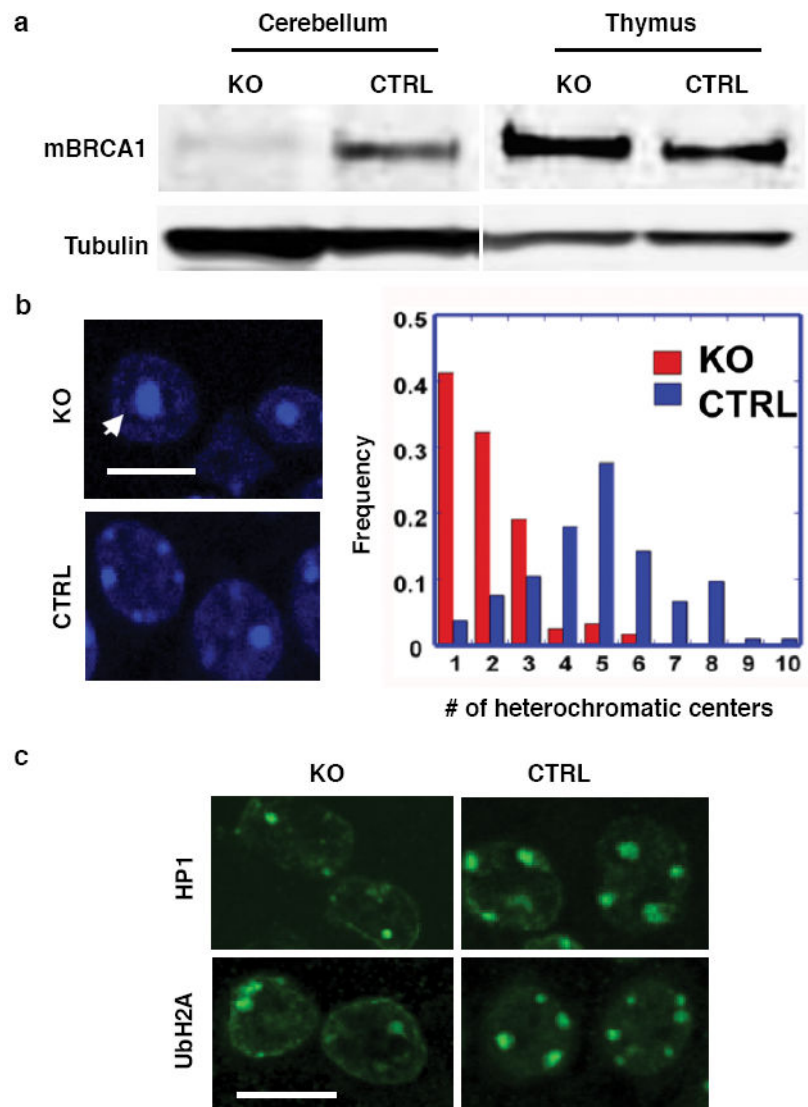 a
Cerebellum
Thymus
KO
CTRL
KO
CTRL
mBRCA1
Tubulin
b
KO
CTRL
Frequency
0.5
0.4
0.3
0.2
0.1
0
KO
CTRL
1 2 3 4 5 6 7 8 9 10
# of heterochromatic centers
c
KO
CTRL
HP1
UbH2A